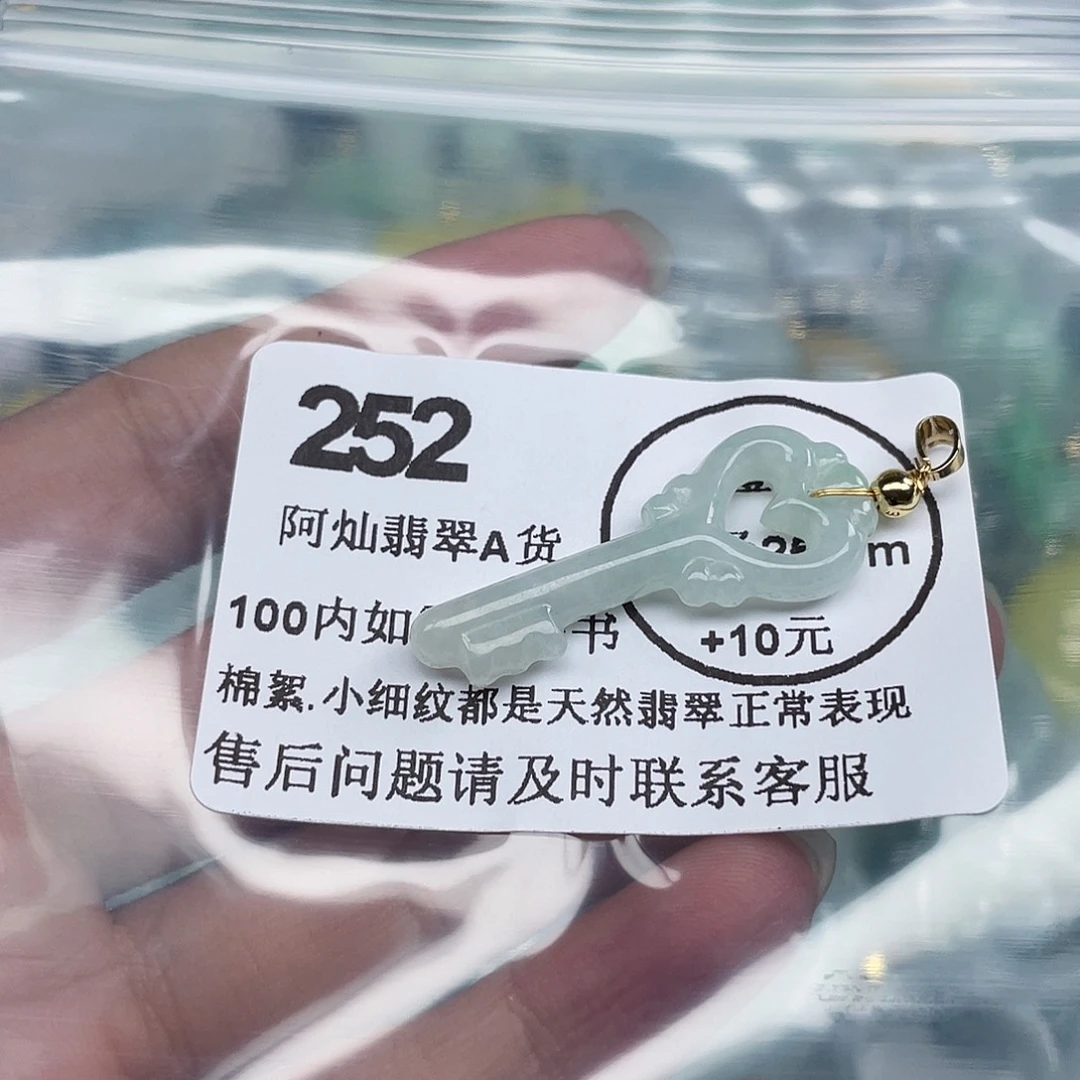 252
阿灿翡翠A货
100内如 书
m
+10元
棉絮.小细纹都是天然翡翠正常表现
售后问题请及时联系客服